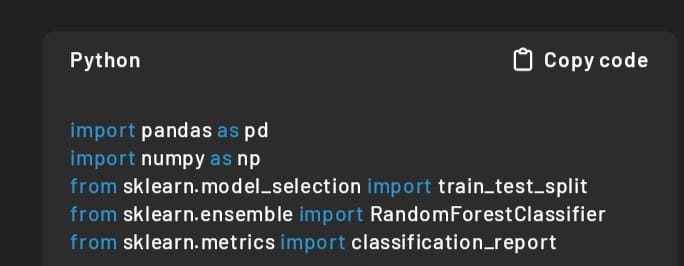 Python
Copy code
import pandas as pd
import numpy as np
from sklearn.model_selection import train_test_split
from sklearn.ensemble import RandomForestClassifier
from sklearn.metrics import classification_report